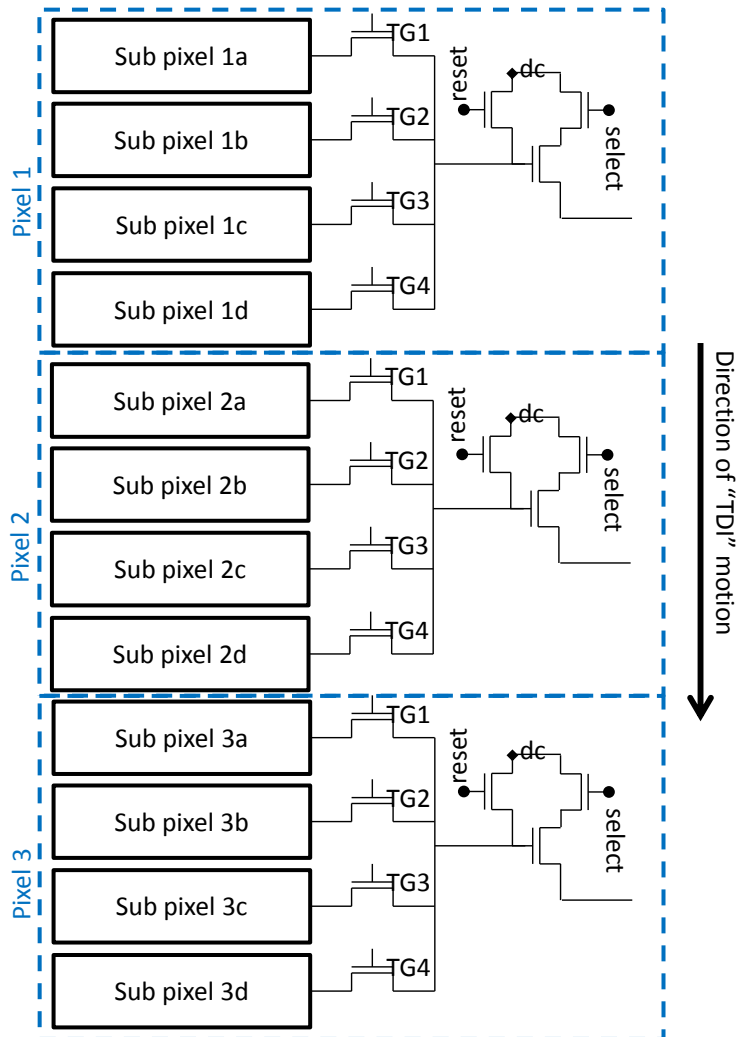 Pixel 1
Sub pixel 1a
TG1
Sub pixel 1b
TG2
Sub pixel 1c
TG3
Sub pixel 1d
TG4
reset
dc
select
Pixel 2
Sub pixel 2a
TG1
Sub pixel 2b
TG2
Sub pixel 2c
TG3
Sub pixel 2d
TG4
reset
dc
select
Pixel 3
Sub pixel 3a
TG1
Sub pixel 3b
TG2
Sub pixel 3c
TG3
Sub pixel 3d
TG4
reset
dc
select
Direction of “TDI”
motion